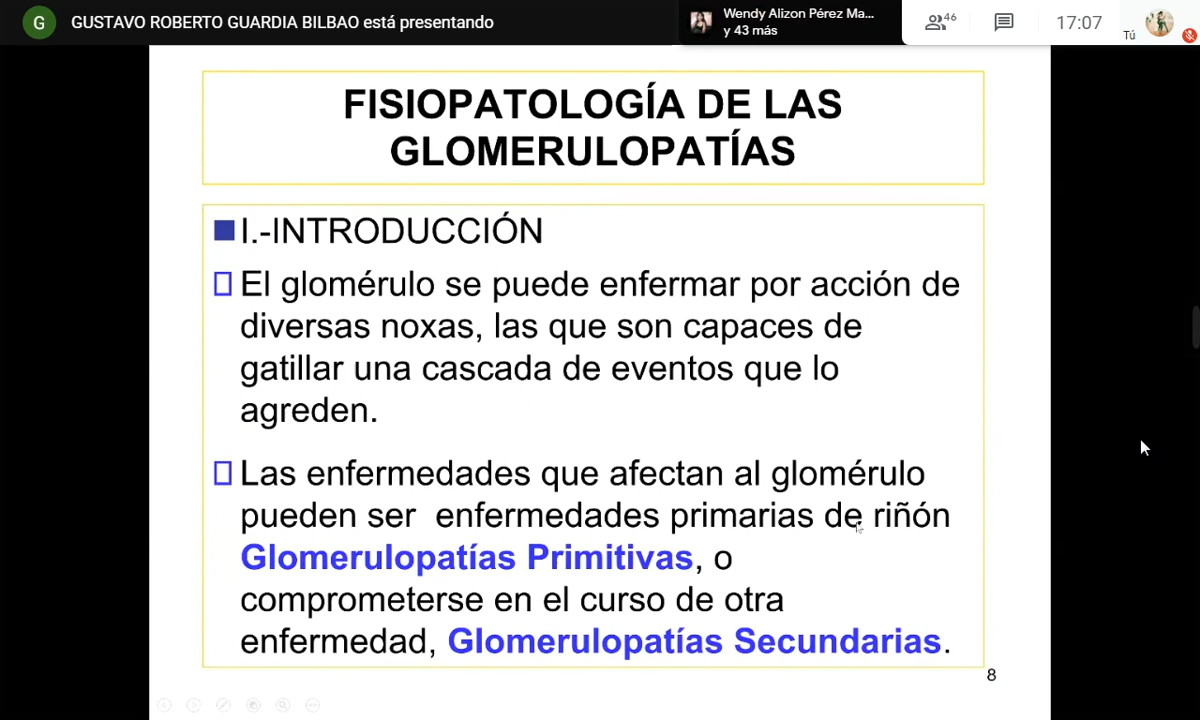 G GUSTAVO ROBERTO GUARDIA BILBAO está presentando
Wendy Alizon Pérez Ma...
y 43 más
46
17:07
Tú
FISIOPATOLOGÍA DE LAS
GLOMERULOPATÍAS
I.-INTRODUCCIÓN
El glomérulo se puede enfermar por acción de
diversas noxas, las que son capaces de
gatillar una cascada de eventos que lo
agreden.
Las enfermedades que afectan al glomérulo
pueden ser enfermedades primarias de riñón
Glomerulopatías Primitivas, o
comprometerse en el curso de otra
enfermedad, Glomerulopatías Secundarias.
8